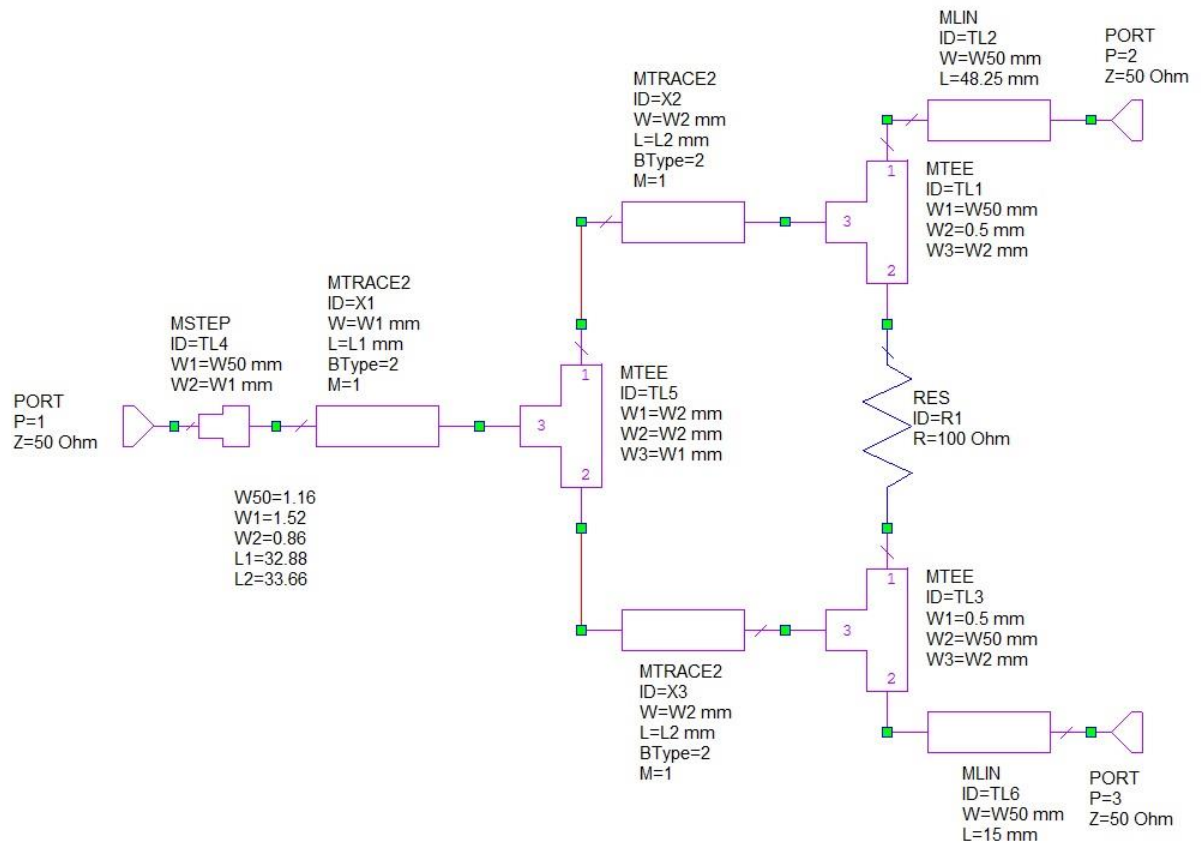 MLIN
ID=TL2
W=W50 mm
L=48.25 mm
PORT
P=2
Z=50 Ohm
MTRACE2
ID=X2
W=W2 mm
L=L2 mm
BType=2
M=1
1
3
2
MTEE
ID=TL1
W1=W50 mm
W2=0.5 mm
W3=W2 mm
MTRACE2
ID=X1
W=W1 mm
L=L1 mm
BType=2
M=1
MSTEP
ID=TL4
W1=W50 mm
W2=W1 mm
PORT
P=1
Z=50 Ohm
1
3
2
MTEE
ID=TL5
W1=W2 mm
W2=W2 mm
W3=W1 mm
RES
ID=R1
R=100 Ohm
W50=1.16
W1=1.52
W2=0.86
L1=32.88
L2=33.66
1
3
2
MTEE
ID=TL3
W1=0.5 mm
W2=W50 mm
W3=W2 mm
MTRACE2
ID=X3
W=W2 mm
L=L2 mm
BType=2
M=1
MLIN
ID=TL6
W=W50 mm
L=15 mm
PORT
P=3
Z=50 Ohm